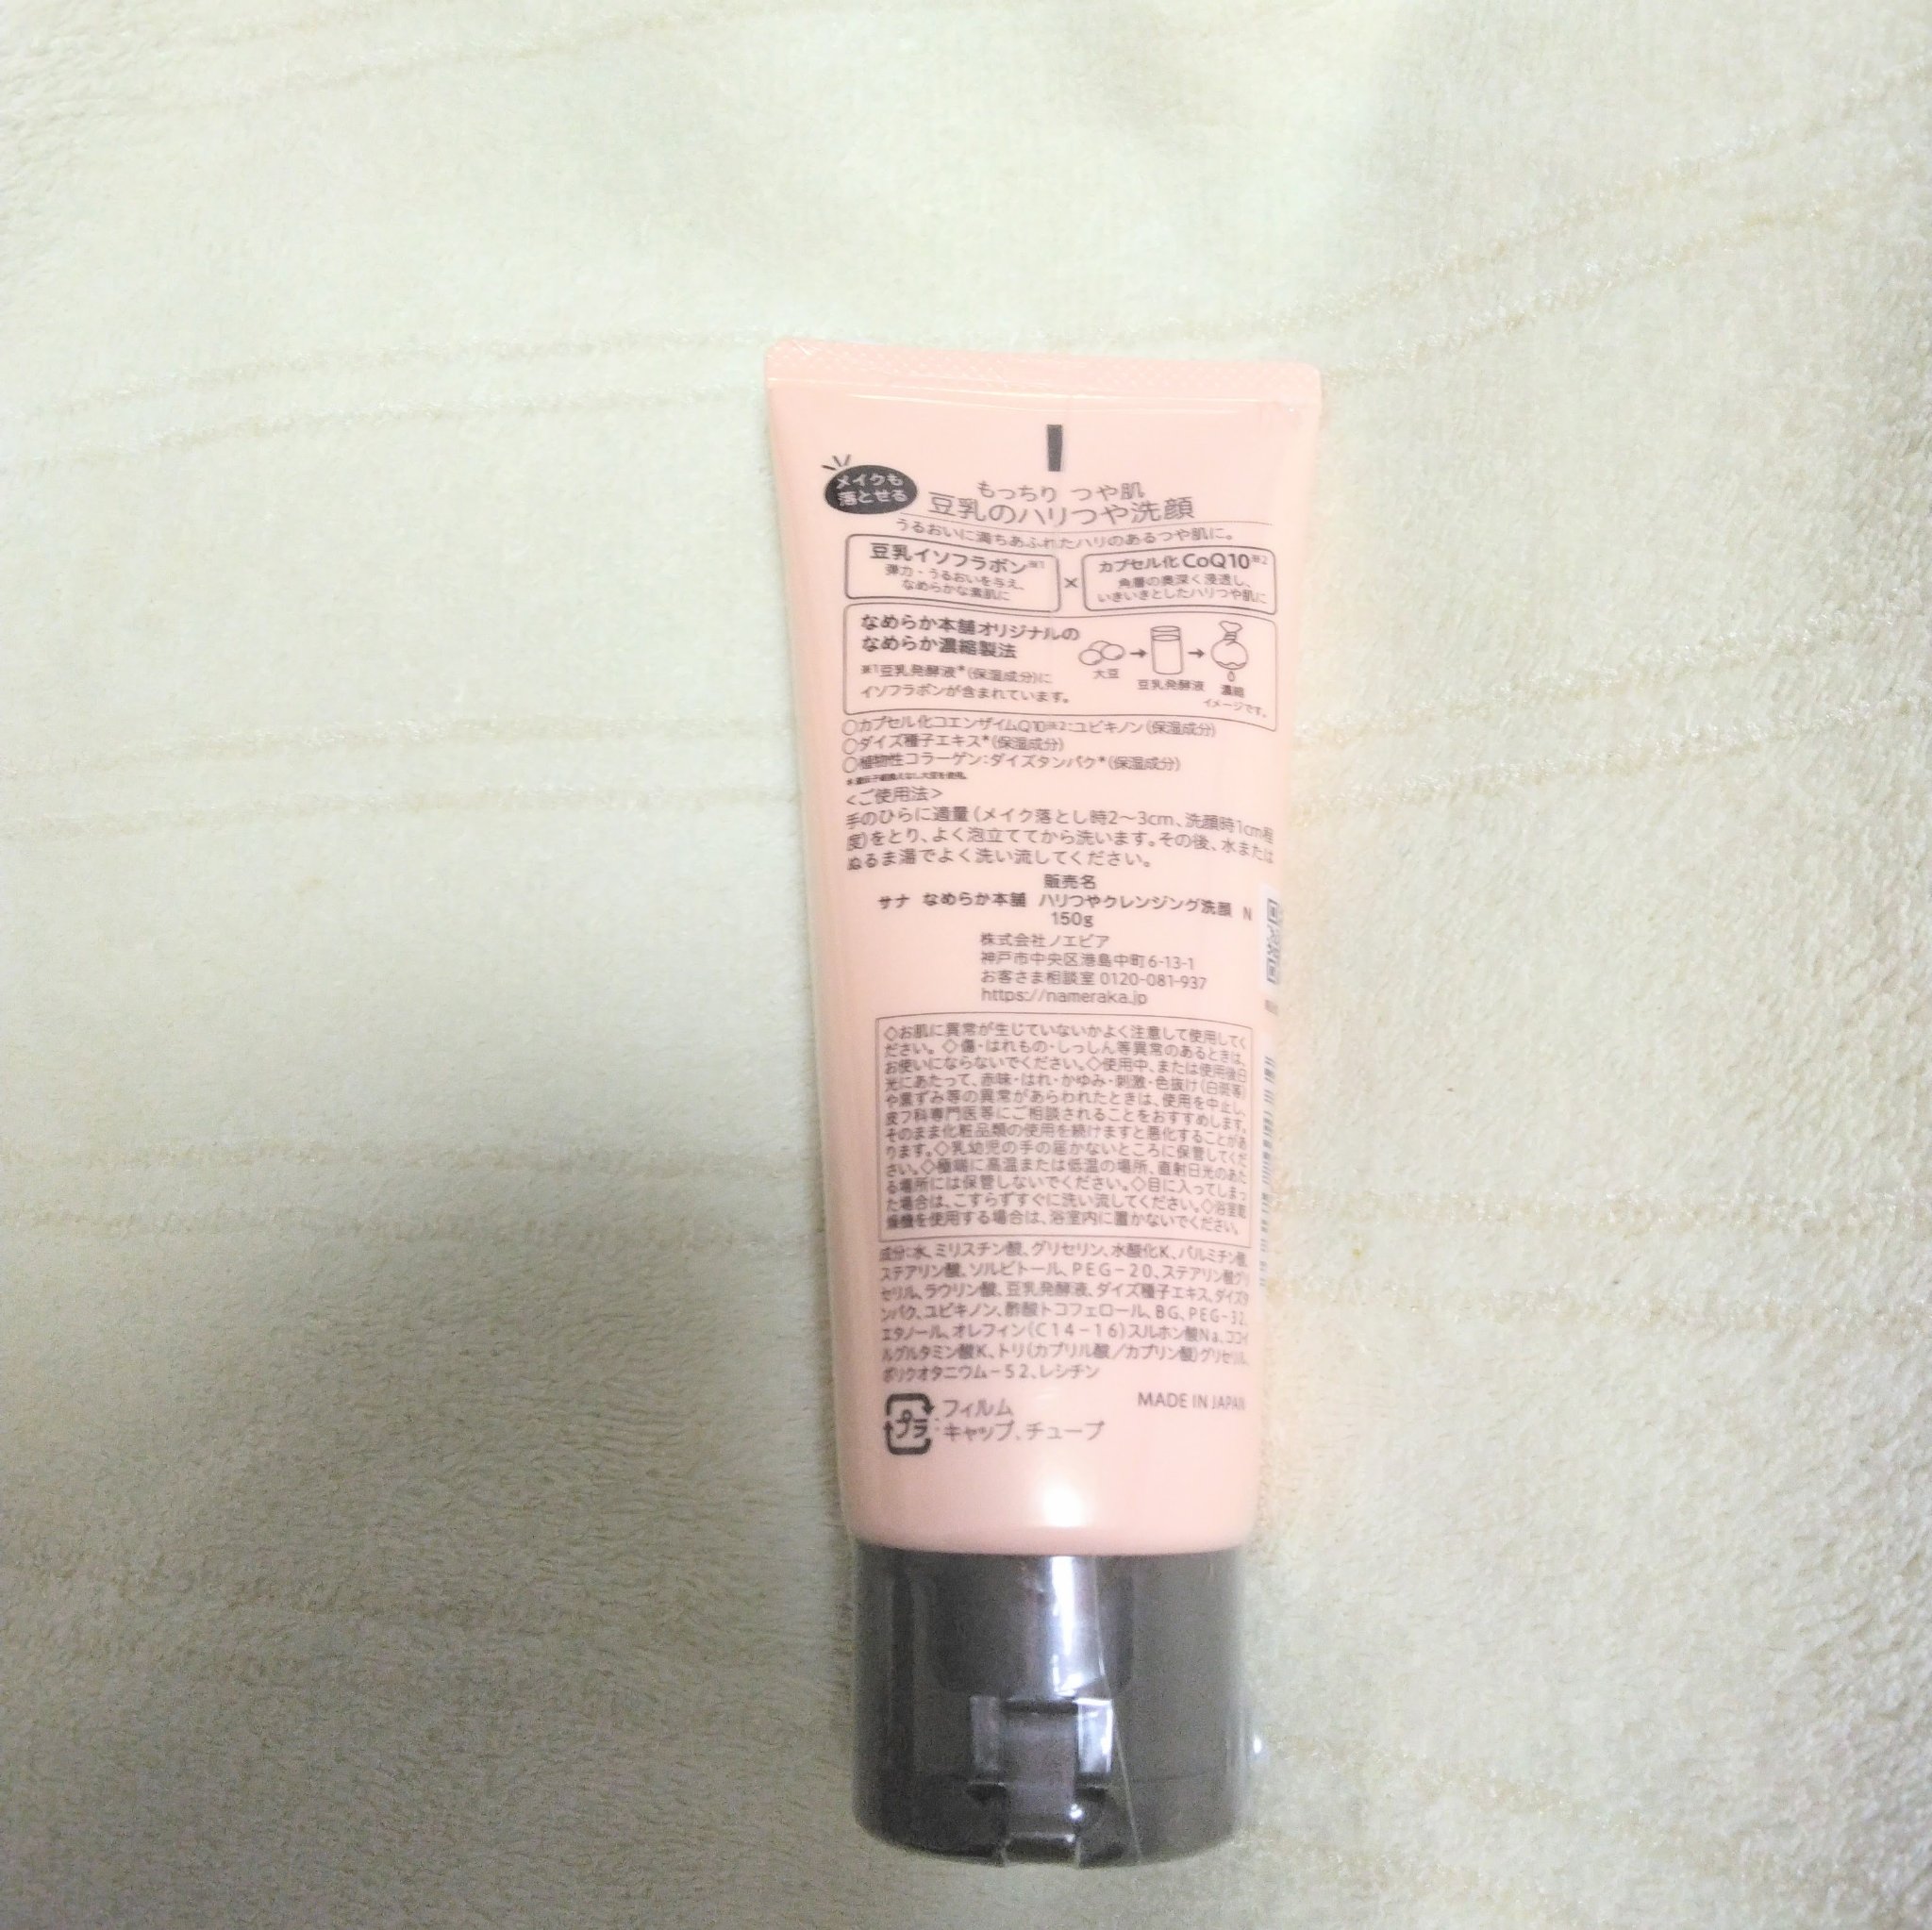 メイクも
落とせる
もっちり つや肌
豆乳のハリつや洗顔
うるおいに満ちあふれたハリのあるつや肌に。
豆乳イソフラボン※1
弾力・うるおいを与え、
なめらかな素肌に
×
カプセル化CoQ10※2
角層の奥深く浸透し、
いきいきとしたハリつや肌に
なめらか本舗オリジナルの
なめらか濃縮製法
※1豆乳発酵液*(保湿成分)に
イソフラボンが含まれています。
大豆
豆乳発酵液
濃縮
イメージです。
○カプセル化コエンザイムQ10※2:ユビキノン(保湿成分)
○ダイズ種子エキス*(保湿成分)
○植物性コラーゲン:ダイズタンパク*(保湿成分)
*遺伝子組換えなし大豆を使用。
<ご使用法>
手のひらに適量(メイク落とし時2〜3cm、洗顔時1cm程
度)をとり、よく泡立ててから洗います。その後、水または
ぬるま湯でよく洗い流してください。
販売名
サナ なめらか本舗 ハリつやクレンジング洗顔 N
150g
株式会社ノエビア
神戸市中央区港島中町6-13-1
お客さま相談室 0120-081-937
https://nameraka.jp
◇お肌に異常が生じていないかよく注意して使用してく
ださい。◇傷・はれもの・しっしん等異常のあるときは、
お使いにならないでください。◇使用中、または使用後日
光にあたって、赤味・はれ・かゆみ・刺激・色抜け(白斑等)
や黒ずみ等の異常があらわれたときは、使用を中止し、
皮フ科専門医等にご相談されることをおすすめします。
そのまま化粧品類の使用を続けますと悪化することがあ
ります。◇乳幼児の手の届かないところに保管してくだ
さい。◇極端に高温または低温の場所、直射日光のあた
る場所には保管しないでください。◇目に入ってしまっ
た場合は、こすらずすぐに洗い流してください。◇浴室乾
燥機を使用する場合は、浴室内に置かないでください。
成分:水、ミリスチン酸、グリセリン、水酸化K、パルミチン酸、
ステアリン酸、ソルビトール、PEG-20、ステアリン酸グリ
セリル、ラウリン酸、豆乳発酵液、ダイズ種子エキス、ダイズタ
ンパク、ユビキノン、酢酸トコフェロール、BG、PEG-32、
エタノール、オレフィン(C14-16)スルホン酸Na、ココイ
ルグルタミン酸K、トリ(カプリル酸/カプリン酸)グリセリル、
ポリクオタニウム-52、レシチン
MADE IN JAPAN
プラ
フィルム
キャップ、チューブ